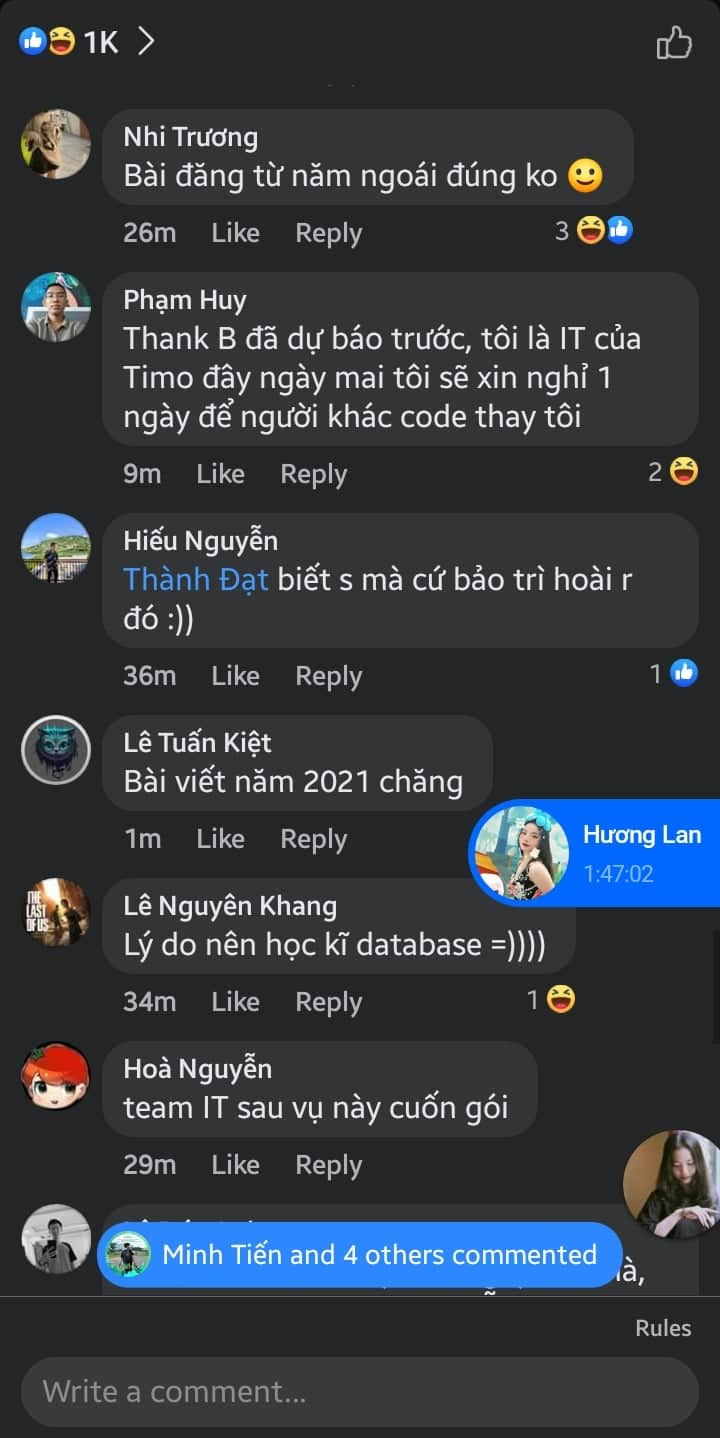 1K
Nhi Trương
Bài đăng từ năm ngoái đúng ko 🙂
26m Like Reply 3
Phạm Huy
Thank B đã dự báo trước, tôi là IT của
Timo đây ngày mai tôi sẽ xin nghỉ 1
ngày để người khác code thay tôi
9m Like Reply 2
Hiếu Nguyễn
Thành Đạt biết s mà cứ bảo trì hoài r
đó :))
36m Like Reply 1
Lê Tuấn Kiệt
Bài viết năm 2021 chăng
1m Like Reply
Hương Lan
1:47:02
THE
LAST
OF US
Lê Nguyên Khang
Lý do nên học kĩ database =))))
34m Like Reply 1
Hoà Nguyễn
team IT sau vụ này cuốn gói
29m Like Reply
Minh Tiến and 4 others commented
là,
Rules
Write a comment...